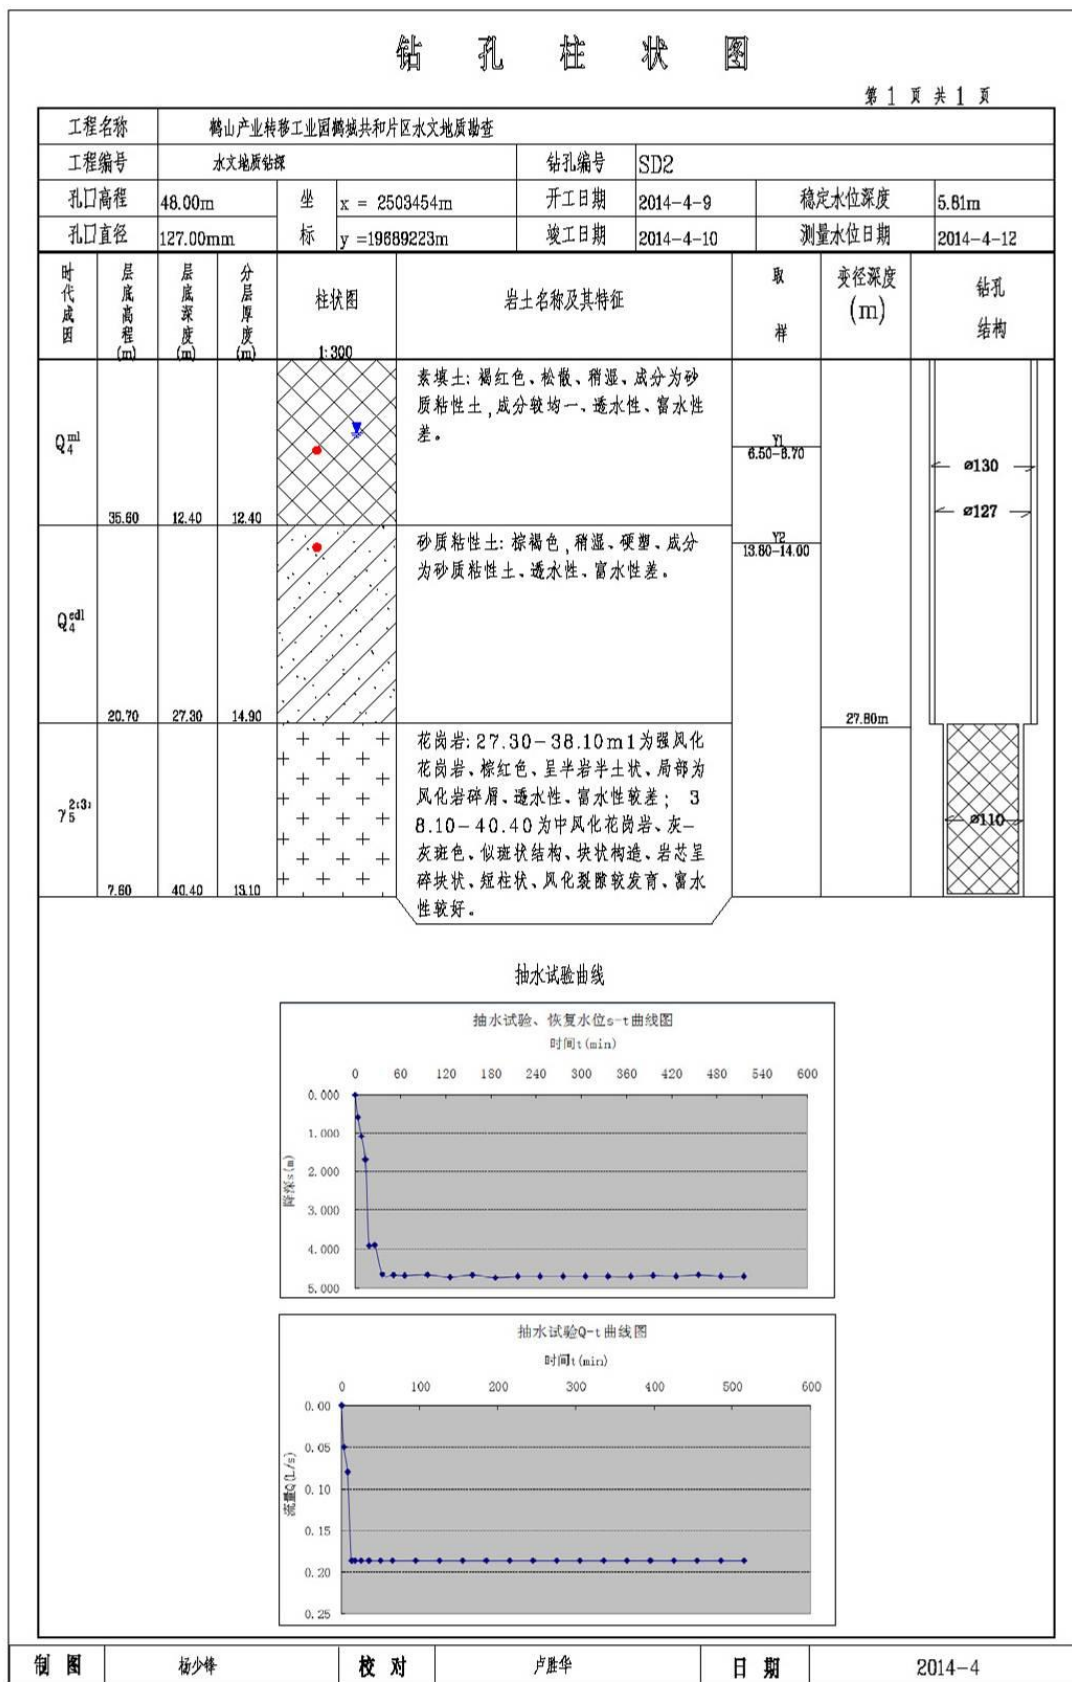 钻孔柱状图
第 1 页 共 1 页
工程名称 鹤山产业转移工业园鹤城共和片区水文地质勘查
工程编号 水文地质钻探 钻孔编号 SD2
孔口高程 48.00m 坐 x = 2503454m 开工日期 2014-4-9 稳定水位深度 5.81m
孔口直径 127.00mm 标 y =19689223m 竣工日期 2014-4-10 测量水位日期 2014-4-12
时代成因 层底高程(m) 层底深度(m) 分层厚度(m) 柱状图 1:300 岩土名称及其特征 取样 变径深度(m) 钻孔结构
素填土: 褐红色、松散、稍湿、成分为砂
质粘性土,成分较均一、透水性、富水性
差。
Q4ml
Y1
6.50-6.70
ø130
ø127
35.60 12.40 12.40
砂质粘性土: 棕褐色,稍湿、硬塑、成分
为砂质粘性土、透水性、富水性差。
Y2
13.80-14.00
Q4edl
20.70 27.30 14.90
27.80m
花岗岩: 27.30-38.10m1为强风化
花岗岩、棕红色、呈半岩半土状、局部为
风化岩碎屑、透水性、富水性较差; 3
8.10-40.40为中风化花岗岩、灰-
灰斑色、似斑状结构、块状构造、岩芯呈
碎块状、短柱状、风化裂隙较发育、富水
性较好。
ø110
7.60 40.40 13.10
抽水试验曲线
抽水试验、恢复水位s-t曲线图
时间t(min)
0 60 120 180 240 300 360 420 480 540 600
降深s(m)
0.000
1.000
2.000
3.000
4.000
5.000
抽水试验Q-t曲线图
时间t(min)
0 100 200 300 400 500 600
流量Q(L/s)
0.00
0.05
0.10
0.15
0.20
0.25
制图 杨少锋 校对 卢胜华 日期 2014-4